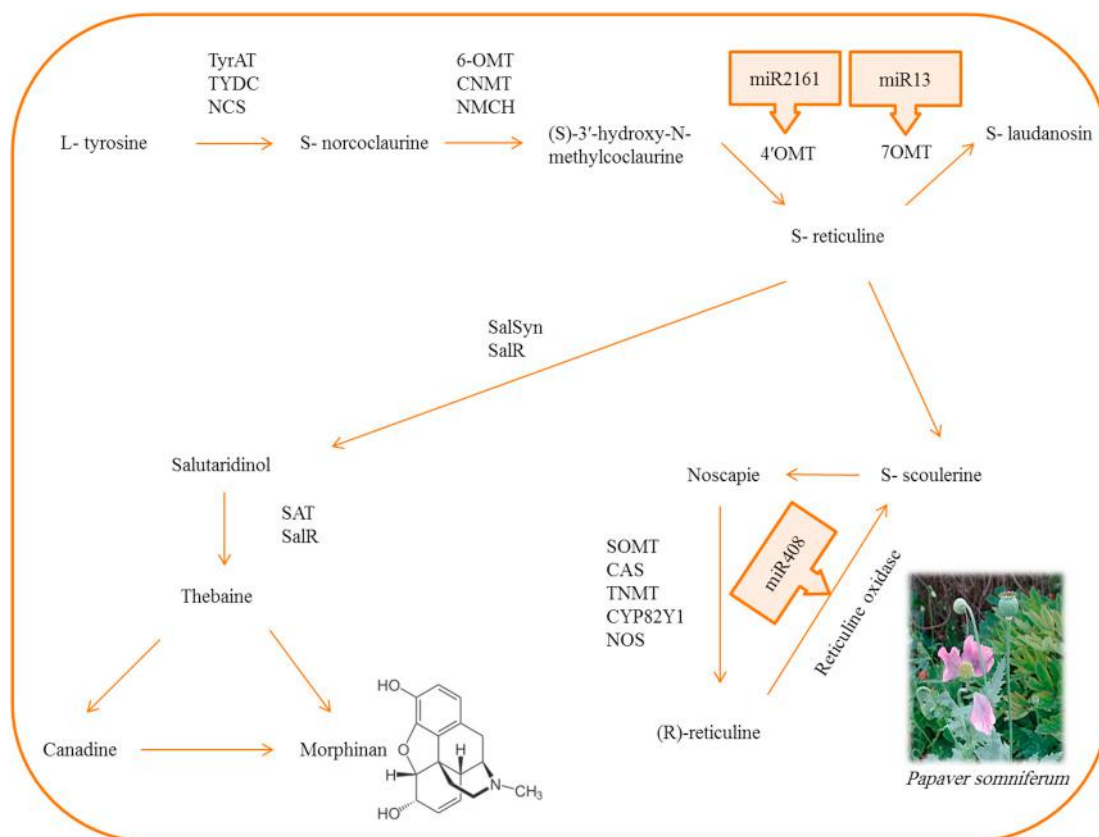 TyrAT
TYDC
NCS
6-OMT
CNMT
NMCH
miR2161
miR13
L- tyrosine
S- norcoclaurine
(S)-3'-hydroxy-N-
methylcoclaurine
4'OMT
7OMT
S- laudanosin
S- reticuline
SalSyn
SalR
Salutaridinol
Noscapie
S- scoulerine
SAT
SalR
SOMT
CAS
TNMT
CYP82Y1
NOS
miR408
Reticuline oxidase
Thebaine
(R)-reticuline
Canadine
Morphinan
HO
O
H
H
N
CH3
HO
Papaver somniferum